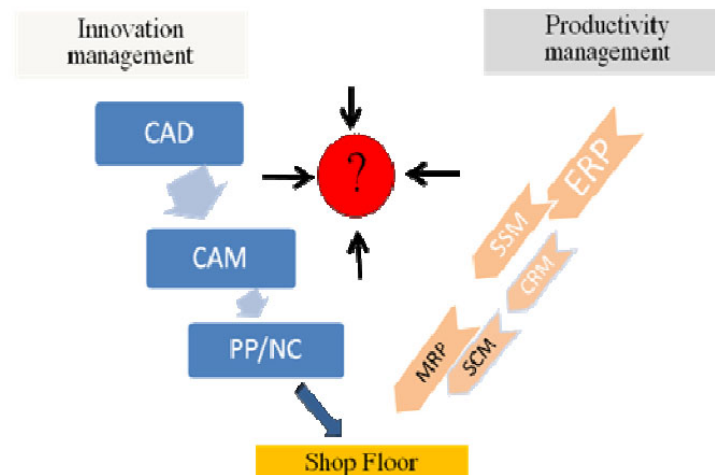 Innovation
management
Productivity
management
CAD
?
ERP
SSM
CAM
CRM
PP/NC
MRP
SCM
Shop Floor